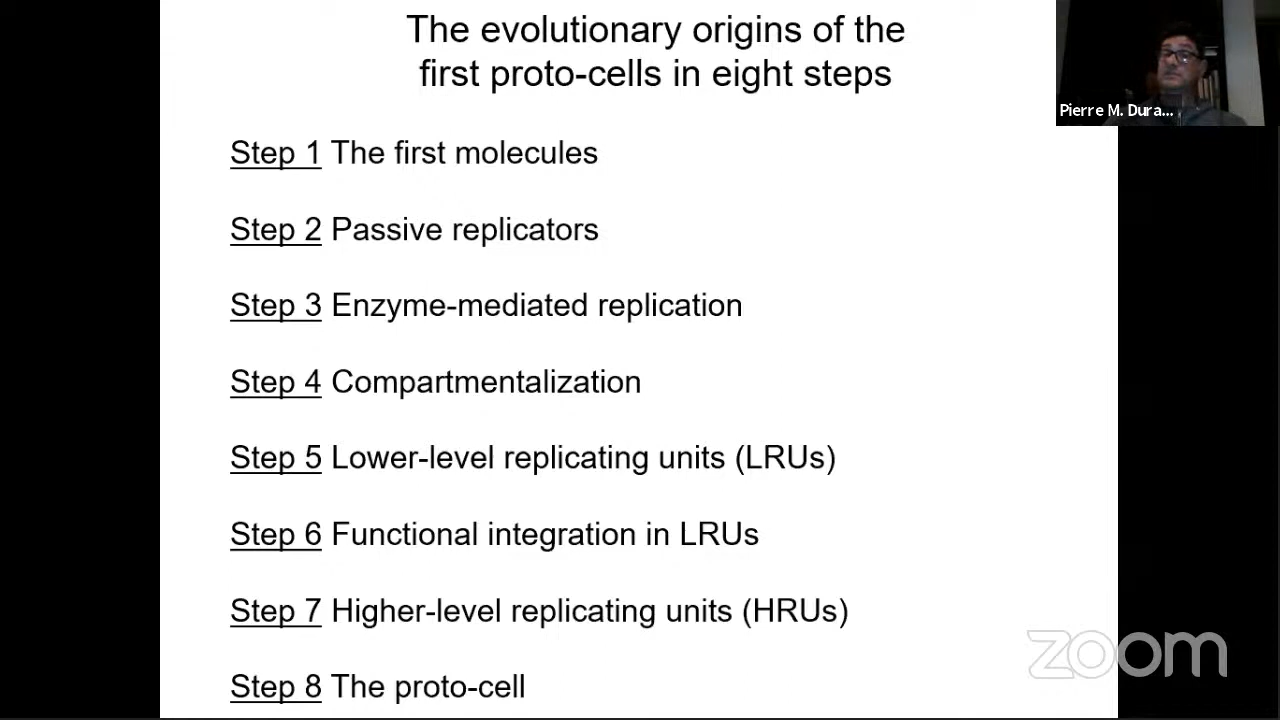 The evolutionary origins of the
first proto-cells in eight steps
Pierre M. Dura...
Step 1 The first molecules
Step 2 Passive replicators
Step 3 Enzyme-mediated replication
Step 4 Compartmentalization
Step 5 Lower-level replicating units (LRUs)
Step 6 Functional integration in LRUs
Step 7 Higher-level replicating units (HRUs)
zoom
Step 8 The proto-cell